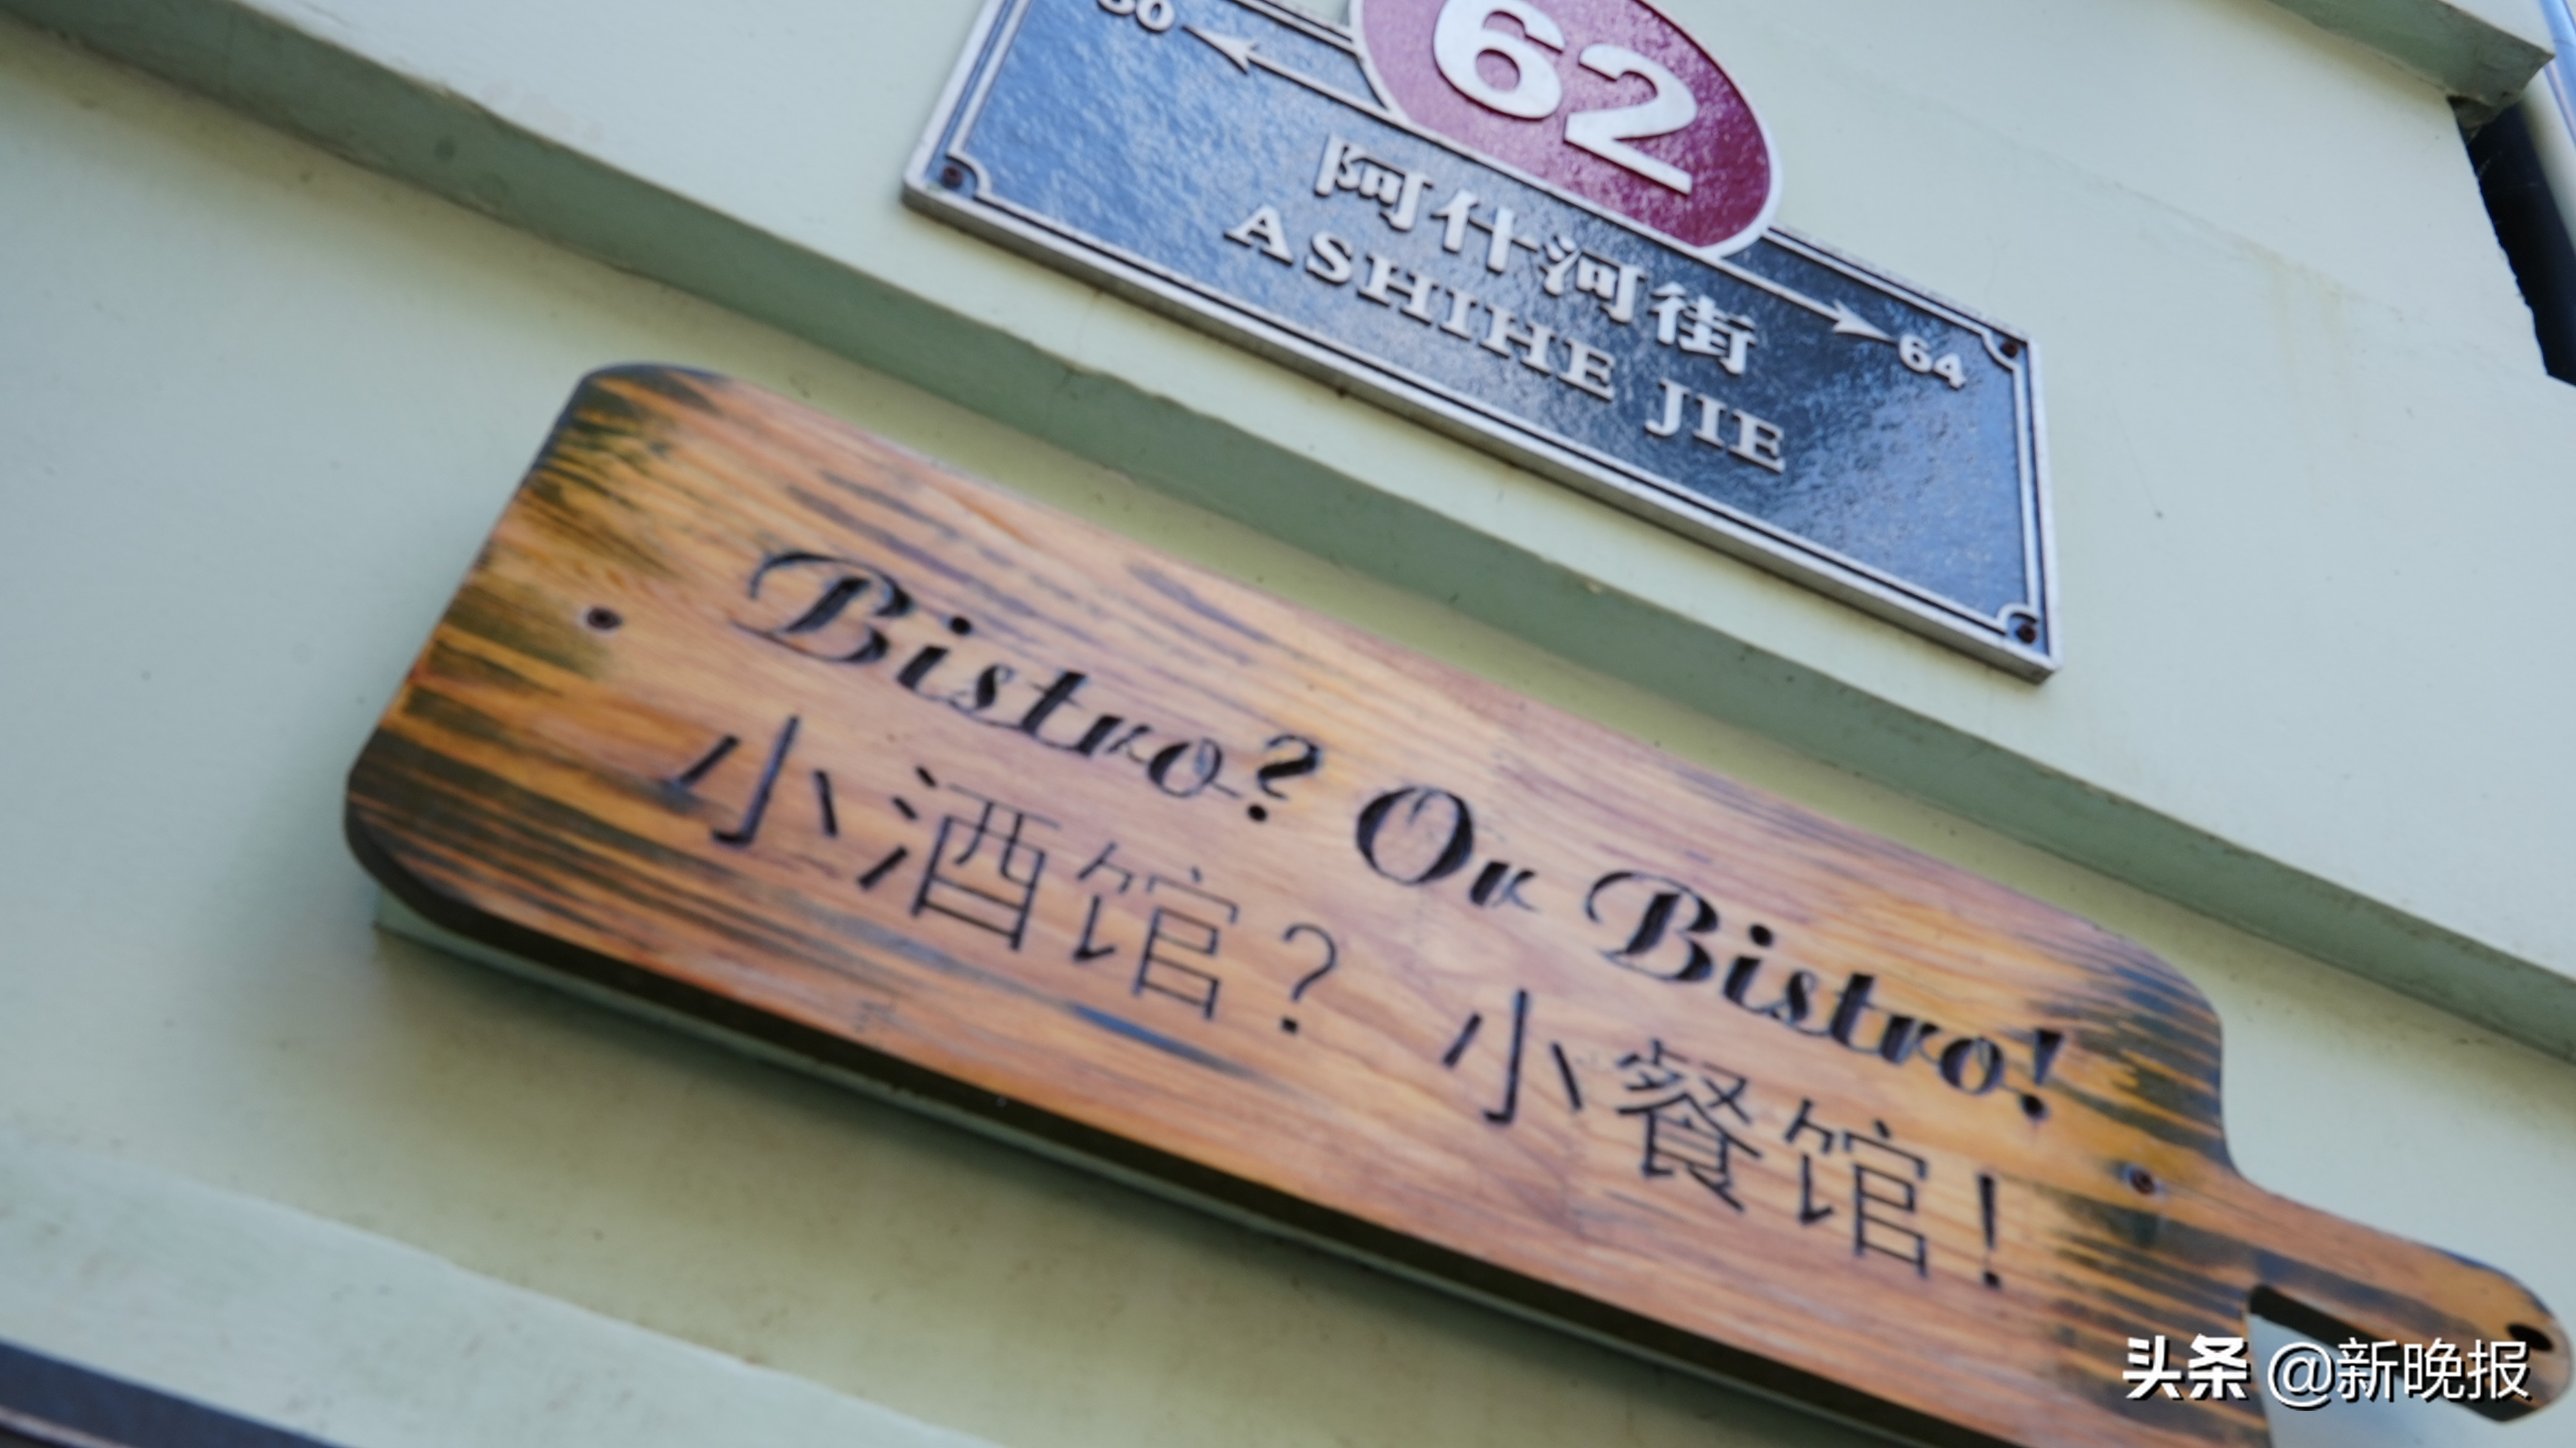 62
阿什河街
64
ASHIHE JIE
Bistro? Or Bistro!
小酒馆？ 小餐馆！
头条 @新晚报